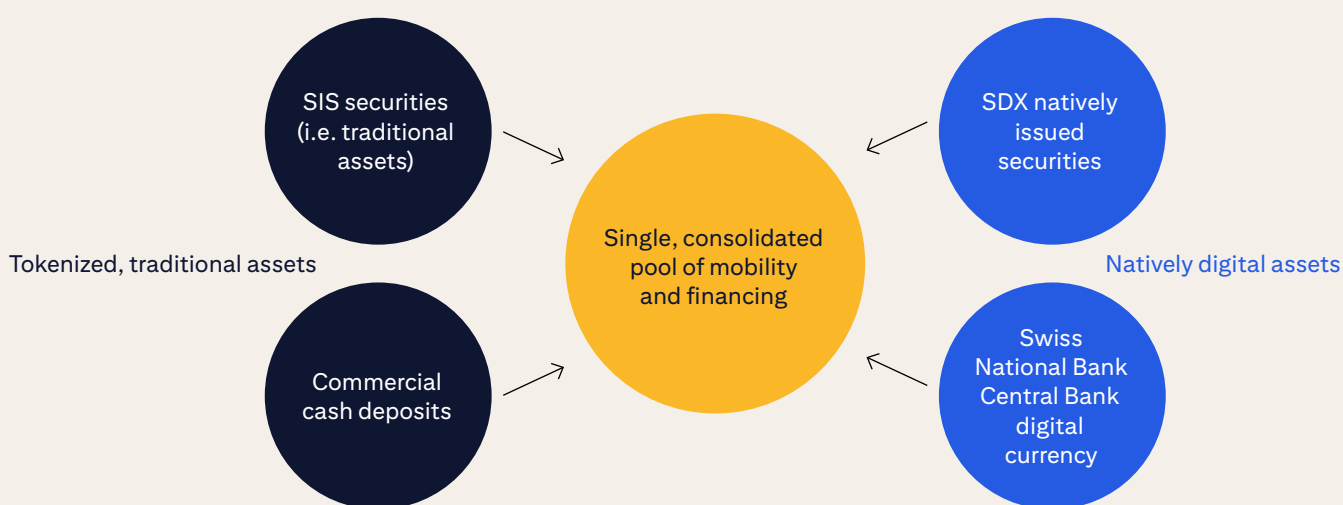 SIS securities
(i.e. traditional
assets)
SDX natively
issued
securities
Single, consolidated
pool of mobility
and financing
Tokenized, traditional assets
Natively digital assets
Commercial
cash deposits
Swiss
National Bank
Central Bank
digital
currency